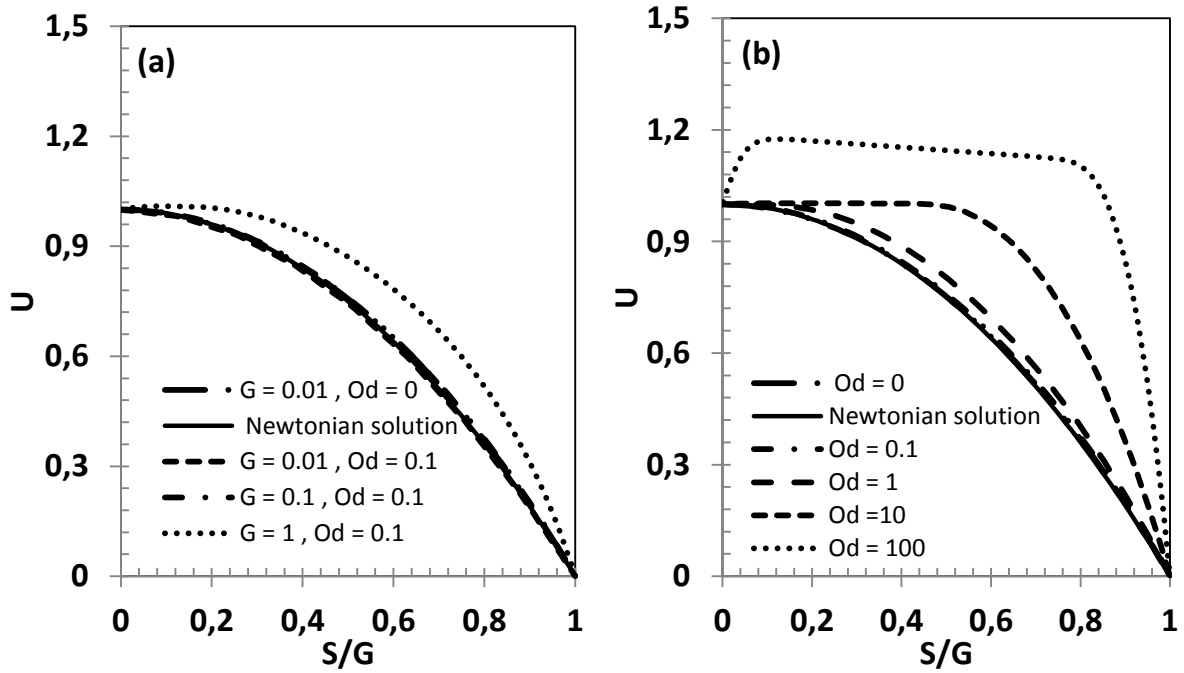 (a)
1,5
1,2
0,9
0,6
0,3
0
U
G = 0.01 , Od = 0
Newtonian solution
G = 0.01 , Od = 0.1
G = 0.1 , Od = 0.1
G = 1 , Od = 0.1
0 0,2 0,4 0,6 0,8 1
S/G
(b)
1,5
1,2
0,9
0,6
0,3
0
U
Od = 0
Newtonian solution
Od = 0.1
Od = 1
Od =10
Od = 100
0 0,2 0,4 0,6 0,8 1
S/G